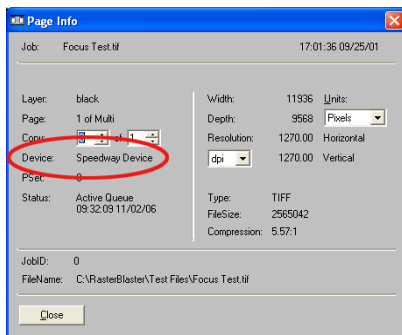 Page Info
Job: Focus Test.tif 17:01:36 09/25/01
Layer: black
Page: 1 of Multi
Copy: 0 of 1
Device: Speedway Device
PSet: 0
Status: Active Queue
09:32:09 11/02/06
Width: 11936 Units:
Depth: 9568 Pixels
Resolution: 1270.00 Horizontal
dpi 1270.00 Vertical
Type: TIFF
FileSize: 2565042
Compression: 5.57:1
JobID: 0
FileName: C:\RasterBlaster\Test Files\Focus Test.tif
Close